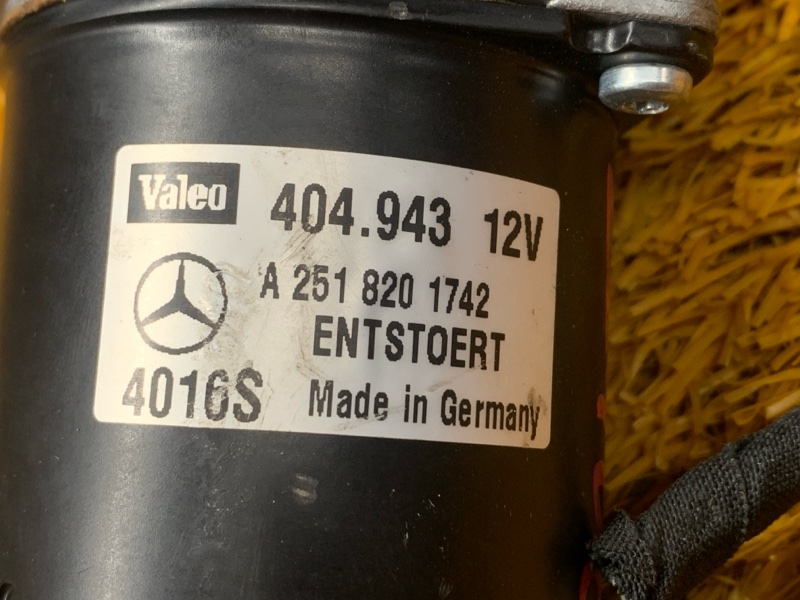 Valeo 404.943 12V
A 251 820 1742
ENTSTOERT
4016S Made in Germany